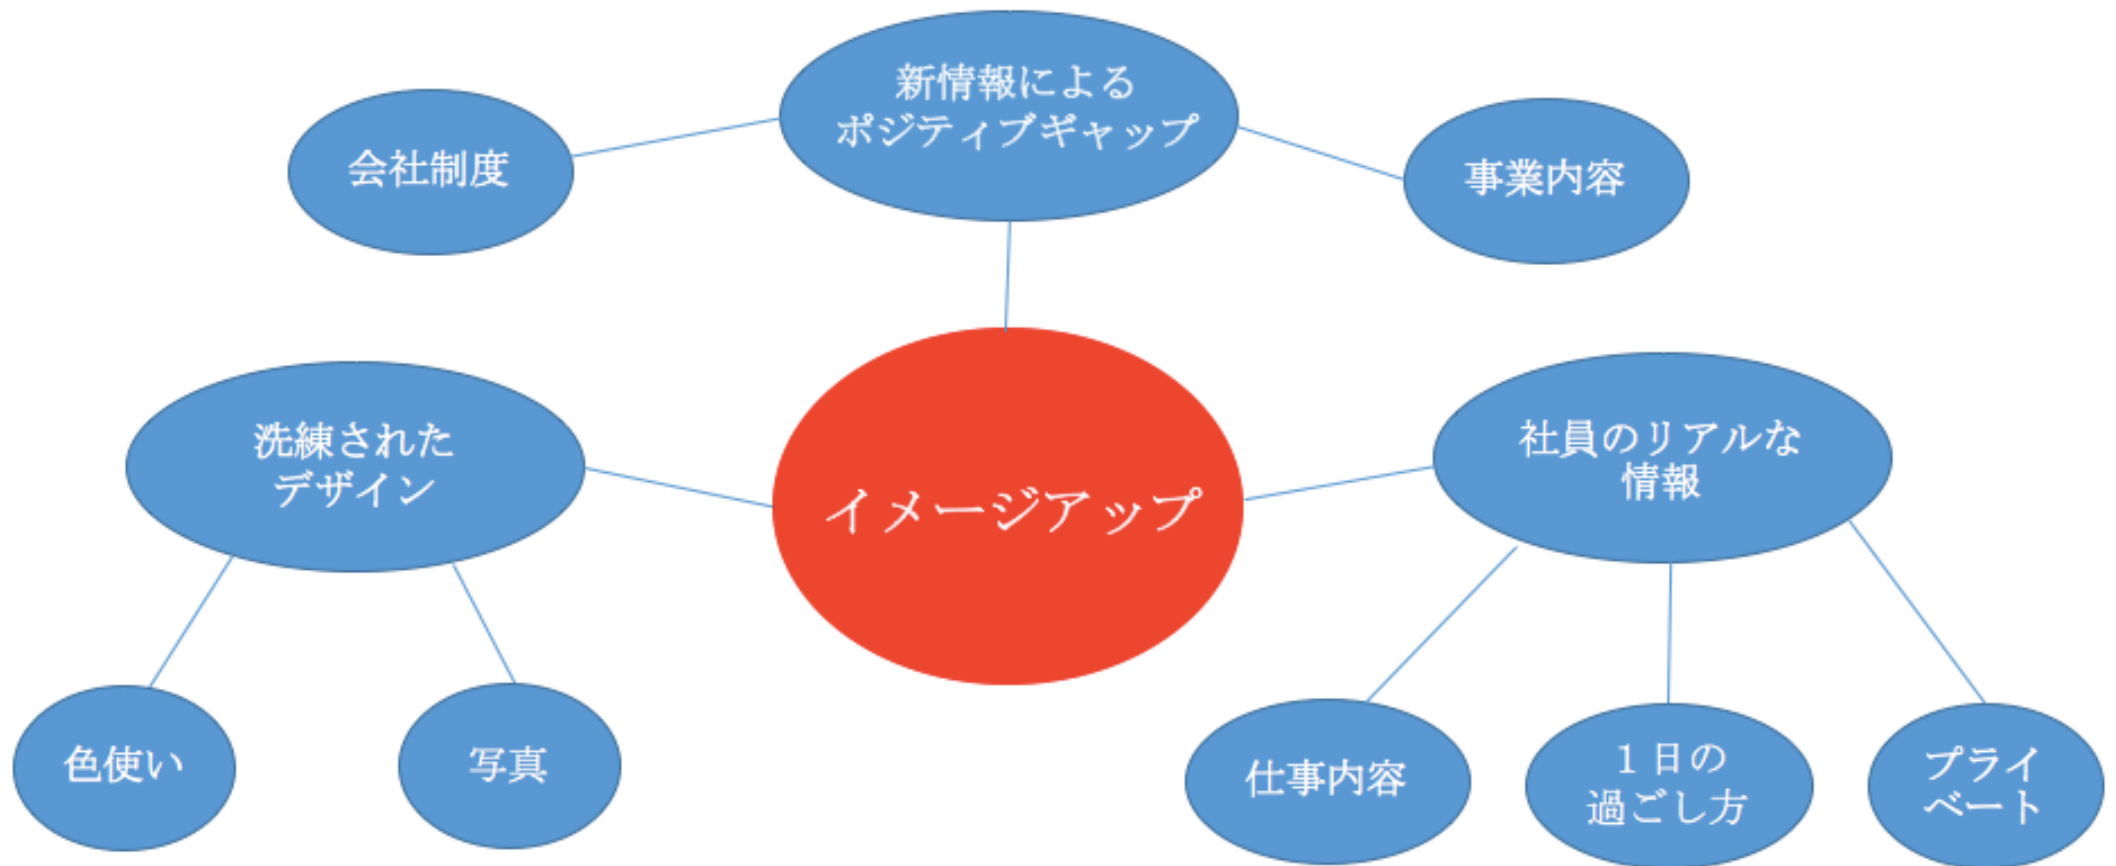 新情報による
ポジティブギャップ
会社制度
事業内容
洗練された
デザイン
イメージアップ
社員のリアルな
情報
色使い
写真
仕事内容
１日の
過ごし方
プライ
ベート